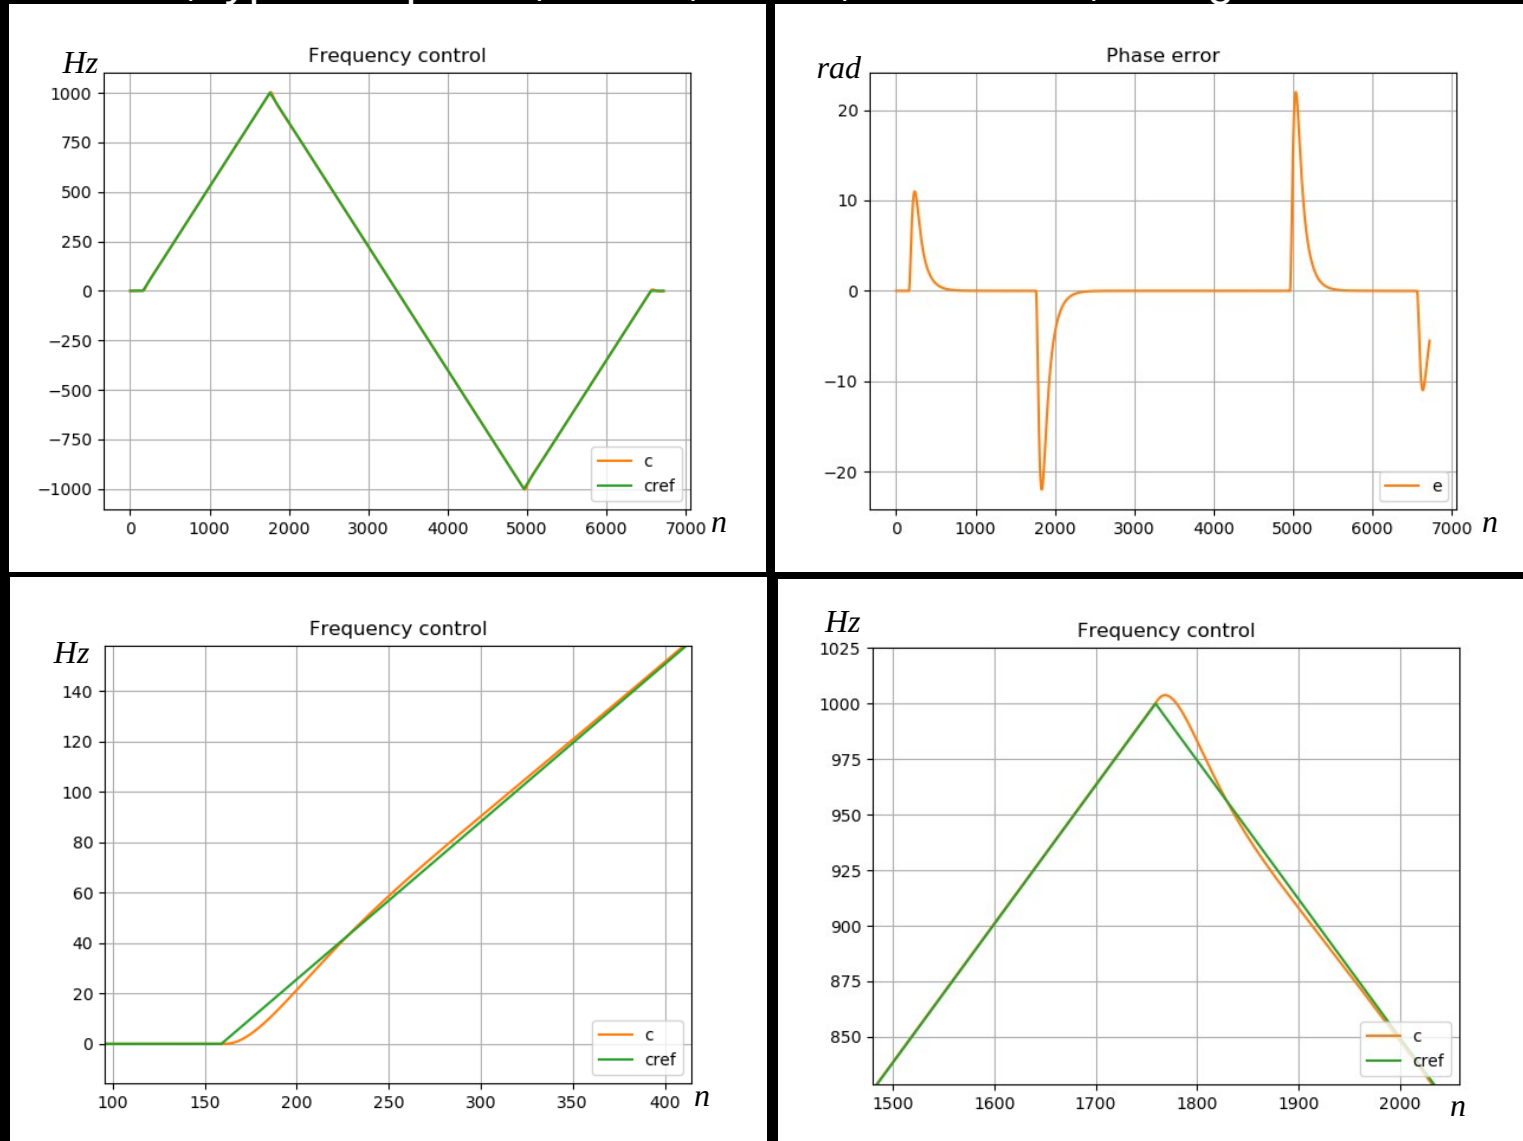 Frequency control
Hz
1000
750
500
250
0
−250
−500
−750
−1000
c
cref
0 1000 2000 3000 4000 5000 6000 7000 n
Phase error
rad
20
10
0
−10
−20
e
0 1000 2000 3000 4000 5000 6000 7000 n
Frequency control
Hz
140
120
100
80
60
40
20
0
c
cref
100 150 200 250 300 350 400 n
Hz
Frequency control
1025
1000
975
950
925
900
875
850
c
cref
1500 1600 1700 1800 1900 2000 n